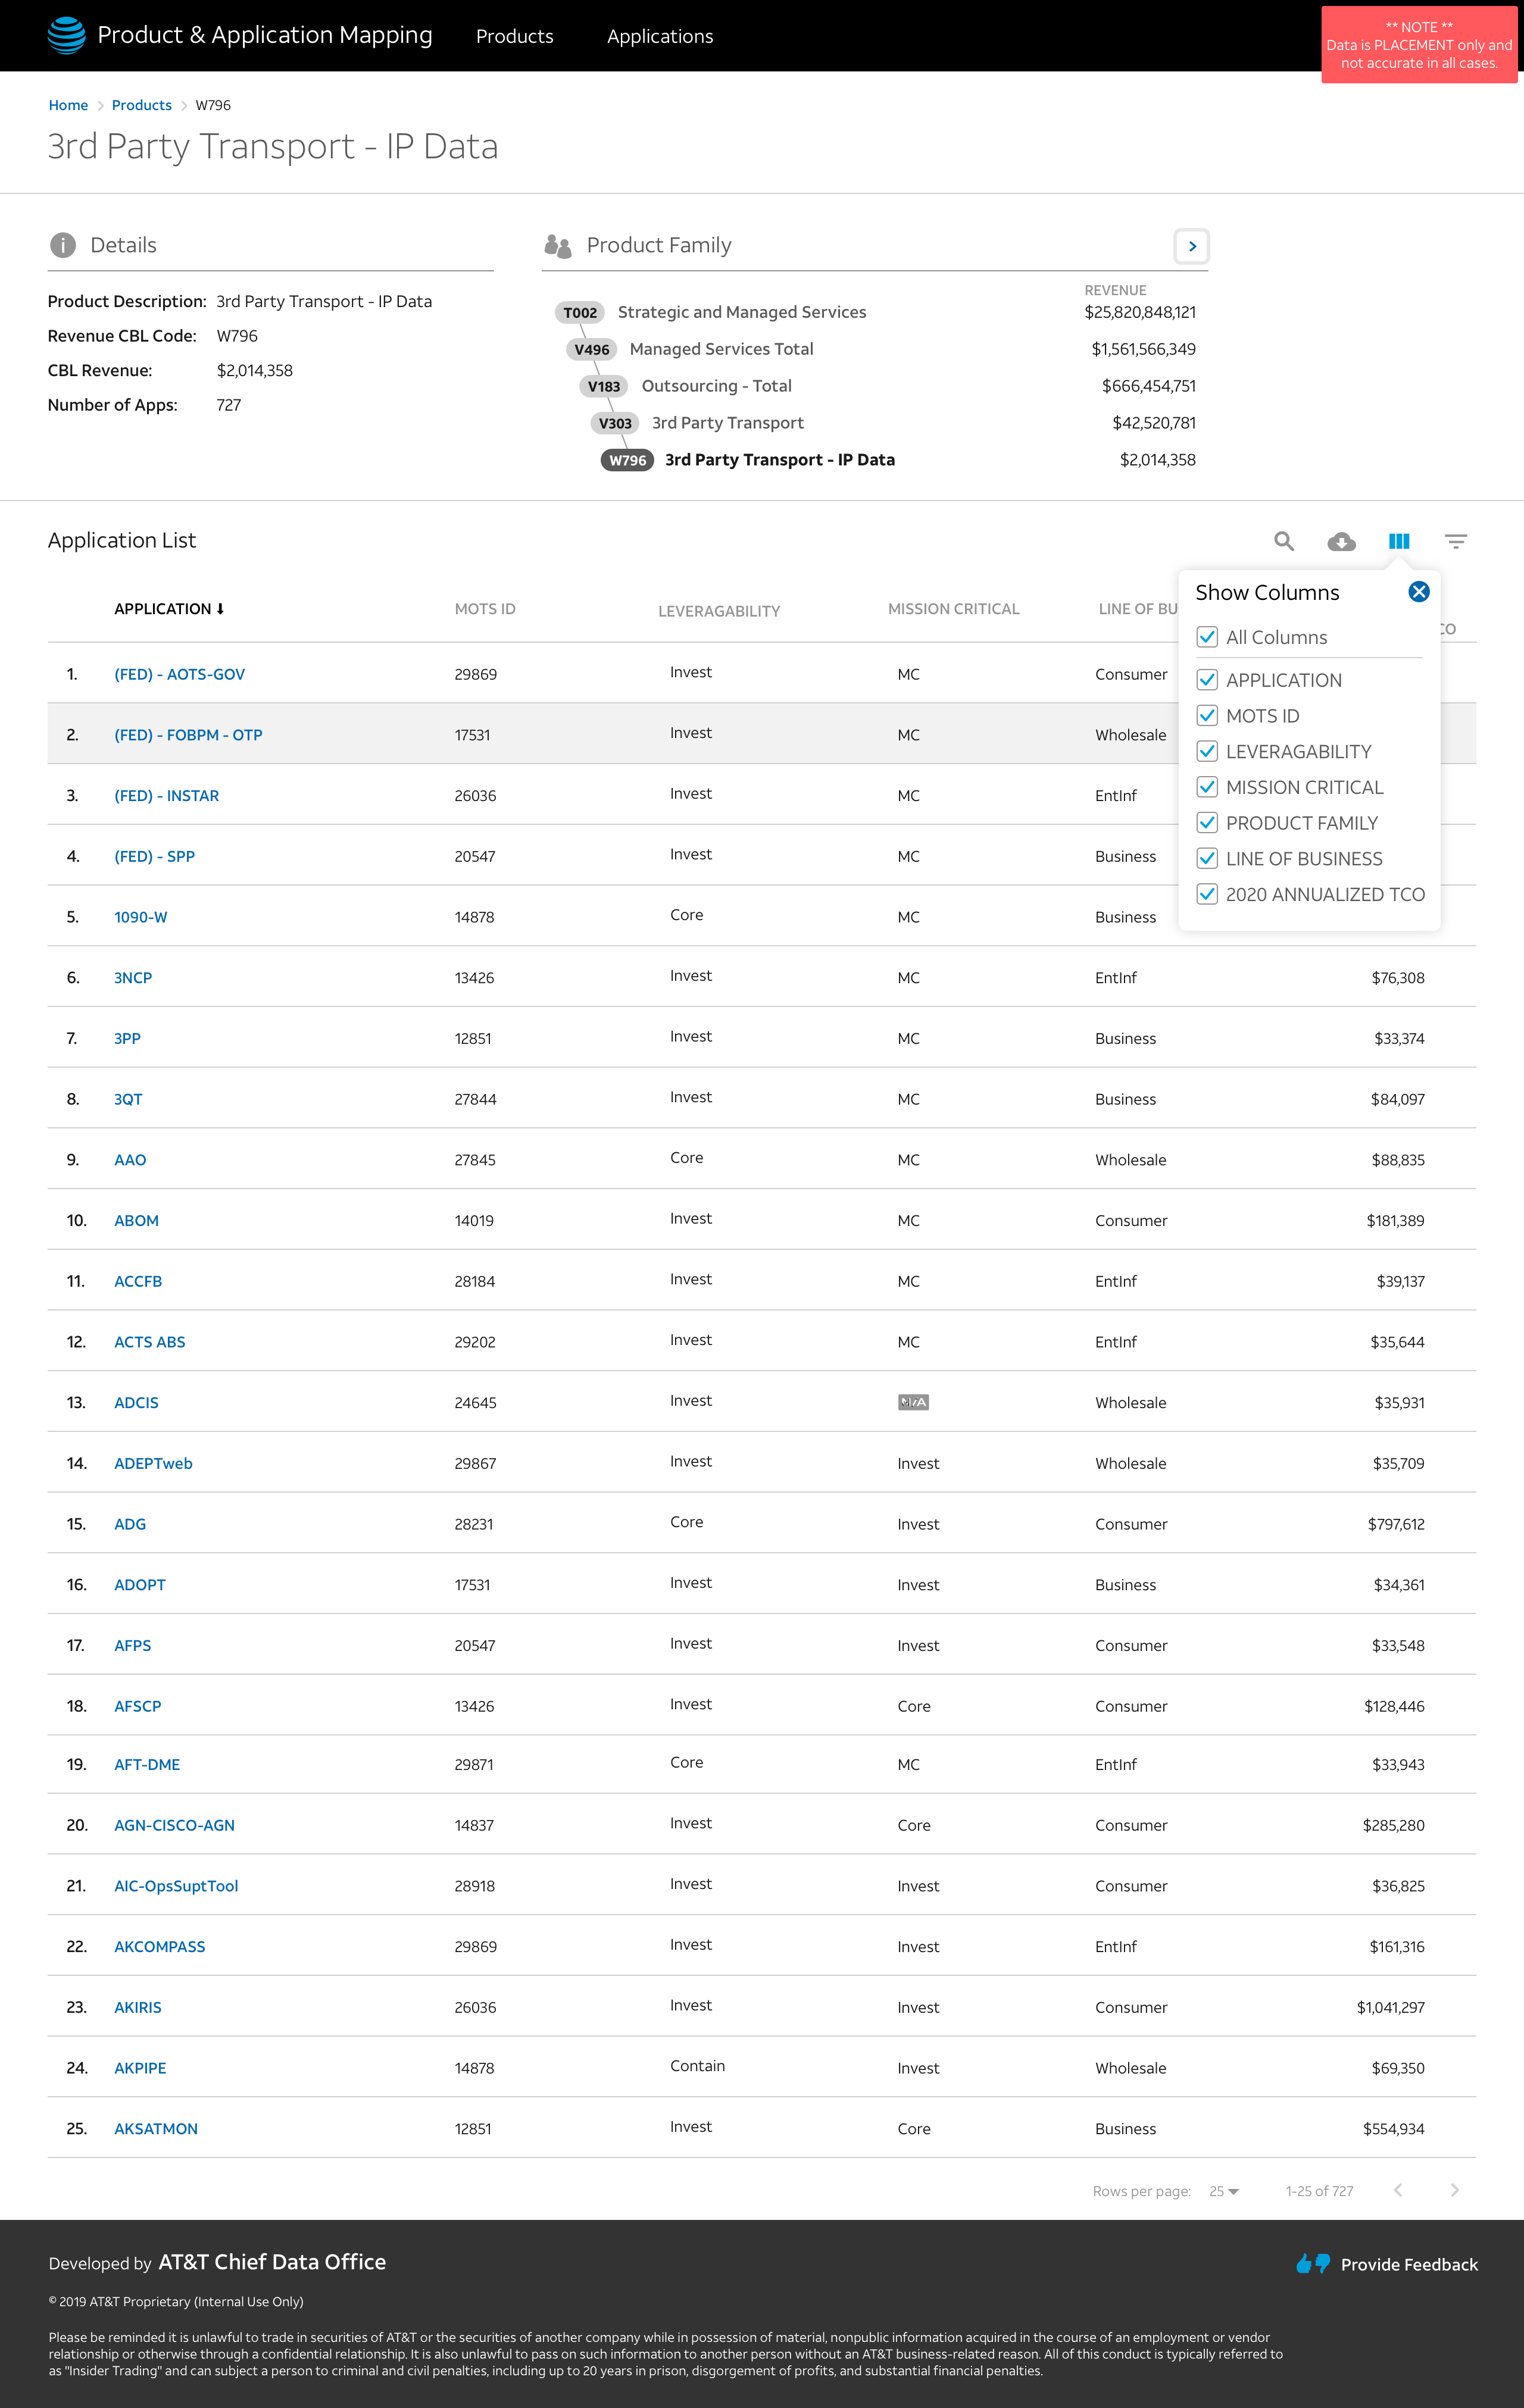 Product & Application Mapping Products Applications
** NOTE **
Data is PLACEMENT only and
not accurate in all cases.
Home Products W796
3rd Party Transport - IP Data
Details
Product Description: 3rd Party Transport - IP Data
Revenue CBL Code: W796
CBL Revenue: $2,014,358
Number of Apps: 727
Product Family
REVENUE
T002 Strategic and Managed Services $25,820,848,121
V496 Managed Services Total $1,561,566,349
V183 Outsourcing - Total $666,454,751
V303 3rd Party Transport $42,520,781
W796 3rd Party Transport - IP Data $2,014,358
Application List
Show Columns
All Columns
APPLICATION
MOTS ID
LEVERAGABILITY
MISSION CRITICAL
PRODUCT FAMILY
LINE OF BUSINESS
2020 ANNUALIZED TCO
APPLICATION MOTS ID LEVERAGABILITY MISSION CRITICAL LINE OF BU CO
1. (FED) - AOTS-GOV 29869 Invest MC Consumer
2. (FED) - FOBPM - OTP 17531 Invest MC Wholesale
3. (FED) - INSTAR 26036 Invest MC EntInf
4. (FED) - SPP 20547 Invest MC Business
5. 1090-W 14878 Core MC Business
6. 3NCP 13426 Invest MC EntInf $76,308
7. 3PP 12851 Invest MC Business $33,374
8. 3QT 27844 Invest MC Business $84,097
9. AAO 27845 Core MC Wholesale $88,835
10. ABOM 14019 Invest MC Consumer $181,389
11. ACCFB 28184 Invest MC EntInf $39,137
12. ACTS ABS 29202 Invest MC EntInf $35,644
13. ADCIS 24645 Invest Wholesale $35,931
14. ADEPTweb 29867 Invest Invest Wholesale $35,709
15. ADG 28231 Core Invest Consumer $797,612
16. ADOPT 17531 Invest Invest Business $34,361
17. AFPS 20547 Invest Invest Consumer $33,548
18. AFSCP 13426 Invest Core Consumer $128,446
19. AFT-DME 29871 Core MC EntInf $33,943
20. AGN-CISCO-AGN 14837 Invest Core Consumer $285,280
21. AIC-OpsSuptTool 28918 Invest Invest Consumer $36,825
22. AKCOMPASS 29869 Invest Invest EntInf $161,316
23. AKIRIS 26036 Invest Invest Consumer $1,041,297
24. AKPIPE 14878 Contain Invest Wholesale $69,350
25. AKSATMON 12851 Invest Core Business $554,934
Rows per page: 25 1-25 of 727
Developed by AT&T Chief Data Office
Provide Feedback
© 2019 AT&T Proprietary (Internal Use Only)
Please be reminded it is unlawful to trade in securities of AT&T or the securities of another company while in possession of material, nonpublic information acquired in the course of an employment or vendor
relationship or otherwise through a confidential relationship. It is also unlawful to pass on such information to another person without an AT&T business-related reason. All of this conduct is typically referred to
as "Insider Trading" and can subject a person to criminal and civil penalties, including up to 20 years in prison, disgorgement of profits, and substantial financial penalties.